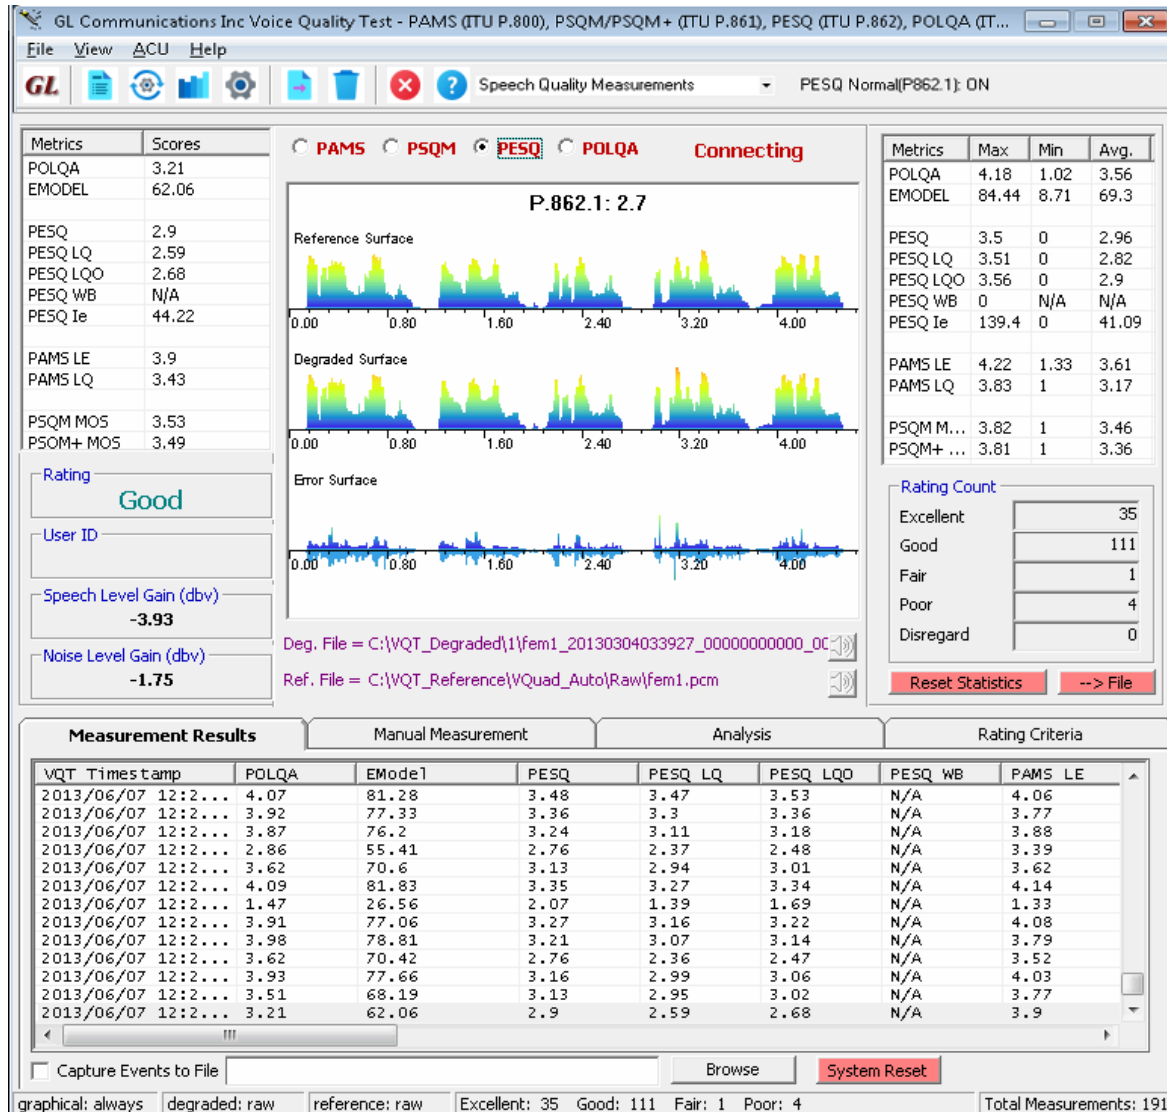 GL Communications Inc Voice Quality Test - PAMS (ITU P.800), PSQM/PSQM+ (ITU P.861), PESQ (ITU P.862), POLQA (IT...
File View ACU Help
GL Speech Quality Measurements PESQ Normal(P862.1): ON
Metrics Scores
POLQA 3.21
EMODEL 62.06
PESQ 2.9
PESQ LQ 2.59
PESQ LQO 2.68
PESQ WB N/A
PESQ Ie 44.22
PAMS LE 3.9
PAMS LQ 3.43
PSQM MOS 3.53
PSQM+ MOS 3.49
Rating
Good
User ID
Speech Level Gain (dbv)
-3.93
Noise Level Gain (dbv)
-1.75
PAMS PSQM PESQ POLQA Connecting
P.862.1: 2.7
Reference Surface
0.00 0.80 1.60 2.40 3.20 4.00
Degraded Surface
0.00 0.80 1.60 2.40 3.20 4.00
Error Surface
0.00 0.80 1.60 2.40 3.20 4.00
Deg. File = C:\VQT_Degraded\1\fem1_20130304033927_00000000000_00
Ref. File = C:\VQT_Reference\VQuad_Auto\Raw\fem1.pcm
Metrics Max Min Avg.
POLQA 4.18 1.02 3.56
EMODEL 84.44 8.71 69.3
PESQ 3.5 0 2.96
PESQ LQ 3.51 0 2.82
PESQ LQO 3.56 0 2.9
PESQ WB 0 N/A N/A
PESQ Ie 139.4 0 41.09
PAMS LE 4.22 1.33 3.61
PAMS LQ 3.83 1 3.17
PSQM M... 3.82 1 3.46
PSQM+ ... 3.81 1 3.36
Rating Count
Excellent 35
Good 111
Fair 1
Poor 4
Disregard 0
Reset Statistics --> File
Measurement Results Manual Measurement Analysis Rating Criteria
VQT Timestamp POLQA EModel PESQ PESQ LQ PESQ LQO PESQ WB PAMS LE
2013/06/07 12:2... 4.07 81.28 3.48 3.47 3.53 N/A 4.06
2013/06/07 12:2... 3.92 77.33 3.36 3.3 3.36 N/A 3.77
2013/06/07 12:2... 3.87 76.2 3.24 3.11 3.18 N/A 3.88
2013/06/07 12:2... 2.86 55.41 2.76 2.37 2.48 N/A 3.39
2013/06/07 12:2... 3.62 70.6 3.13 2.94 3.01 N/A 3.62
2013/06/07 12:2... 4.09 81.83 3.35 3.27 3.34 N/A 4.14
2013/06/07 12:2... 1.47 26.56 2.07 1.39 1.69 N/A 1.33
2013/06/07 12:2... 3.91 77.06 3.27 3.16 3.22 N/A 4.08
2013/06/07 12:2... 3.98 78.81 3.21 3.07 3.14 N/A 3.79
2013/06/07 12:2... 3.62 70.42 2.76 2.36 2.47 N/A 3.52
2013/06/07 12:2... 3.93 77.66 3.16 2.99 3.06 N/A 4.03
2013/06/07 12:2... 3.51 68.19 3.13 2.95 3.02 N/A 3.77
2013/06/07 12:2... 3.21 62.06 2.9 2.59 2.68 N/A 3.9
Capture Events to File Browse System Reset
graphical: always degraded: raw reference: raw Excellent: 35 Good: 111 Fair: 1 Poor: 4 Total Measurements: 191